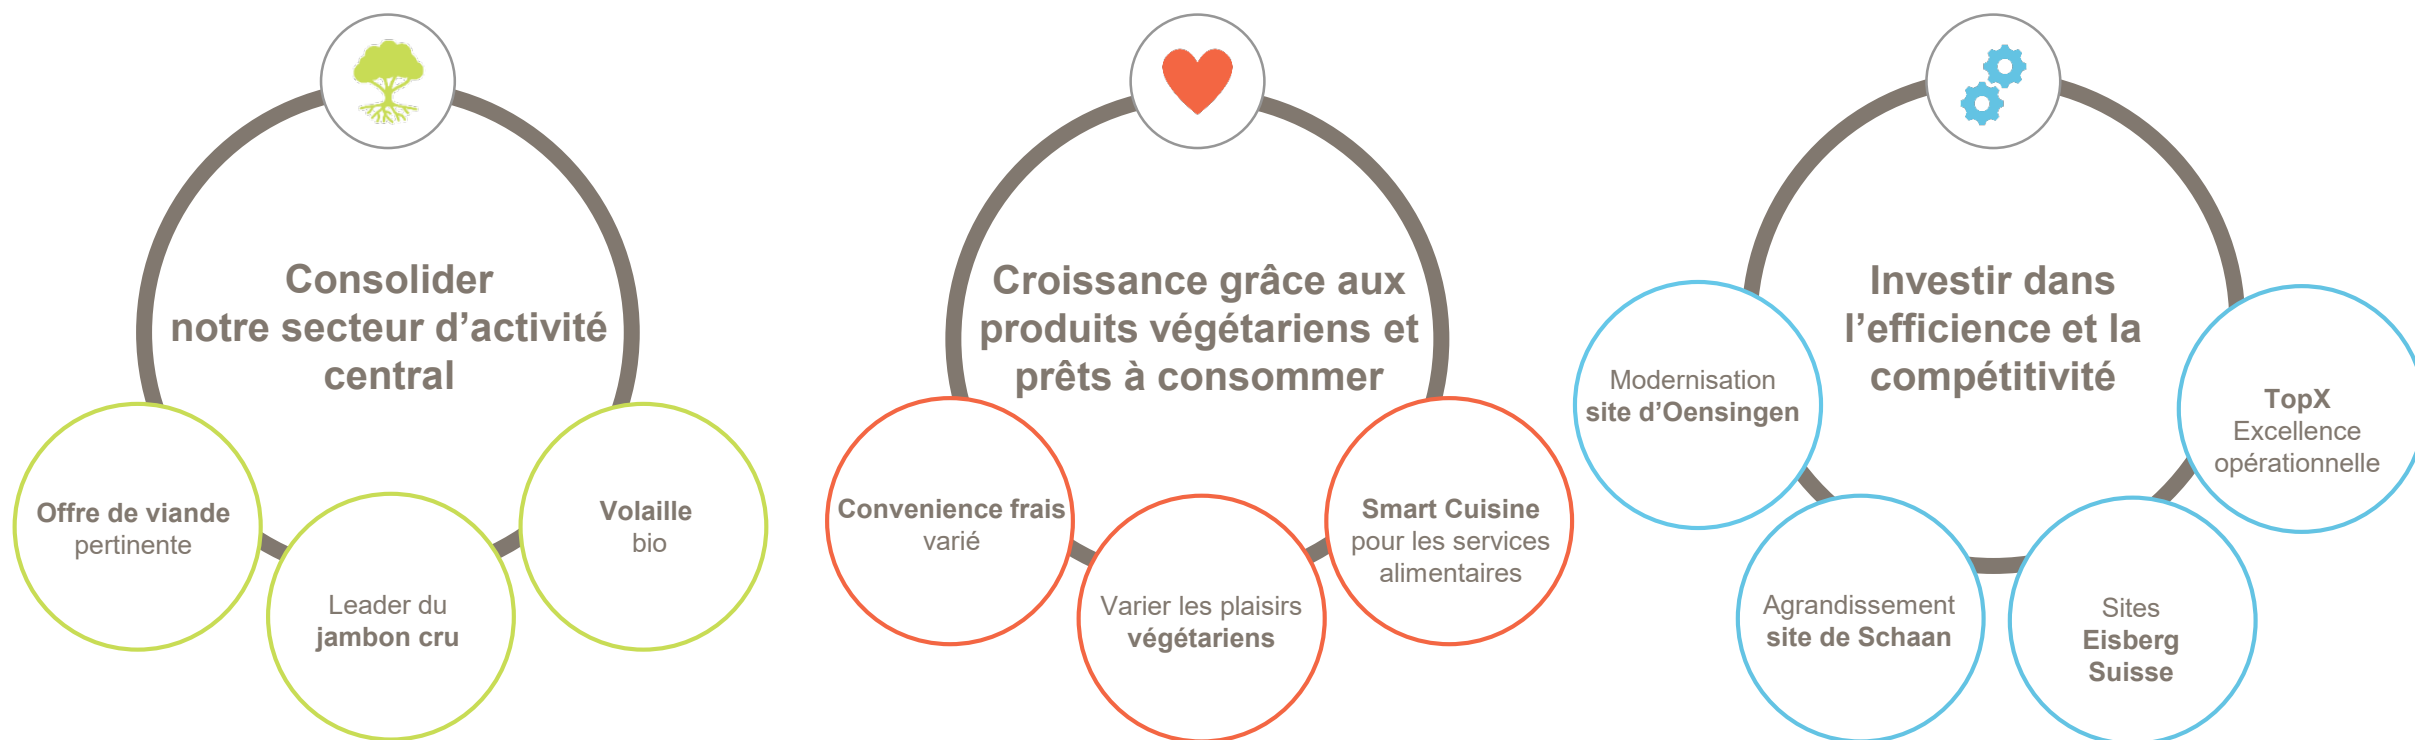 Consolider
notre secteur d’activité
central
Offre de viande
pertinente
Leader du
jambon cru
Volaille
bio
Croissance grâce aux
produits végétariens et
prêts à consommer
Convenience frais
varié
Varier les plaisirs
végétariens
Smart Cuisine
pour les services
alimentaires
Investir dans
l’efficience et la
compétitivité
Modernisation
site d’Oensingen
Agrandissement
site de Schaan
Sites
Eisberg
Suisse
TopX
Excellence
opérationnelle